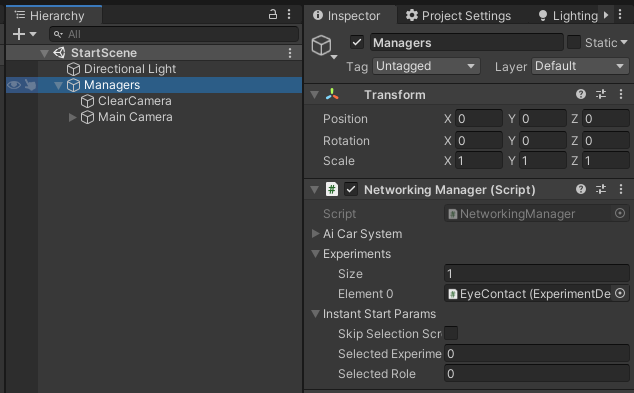 Hierarchy
All
StartScene
Directional Light
Managers
ClearCamera
Main Camera
Inspector
Project Settings
Lighting
Managers
Static
Tag Untagged Layer Default
Transform
Position X 0 Y 0 Z 0
Rotation X 0 Y 0 Z 0
Scale X 1 Y 1 Z 1
# Networking Manager (Script)
Script # NetworkingManager
Ai Car System
Experiments
Size 1
Element 0 # EyeContact (ExperimentDe
Instant Start Params
Skip Selection Scr
Selected Experime 0
Selected Role 0